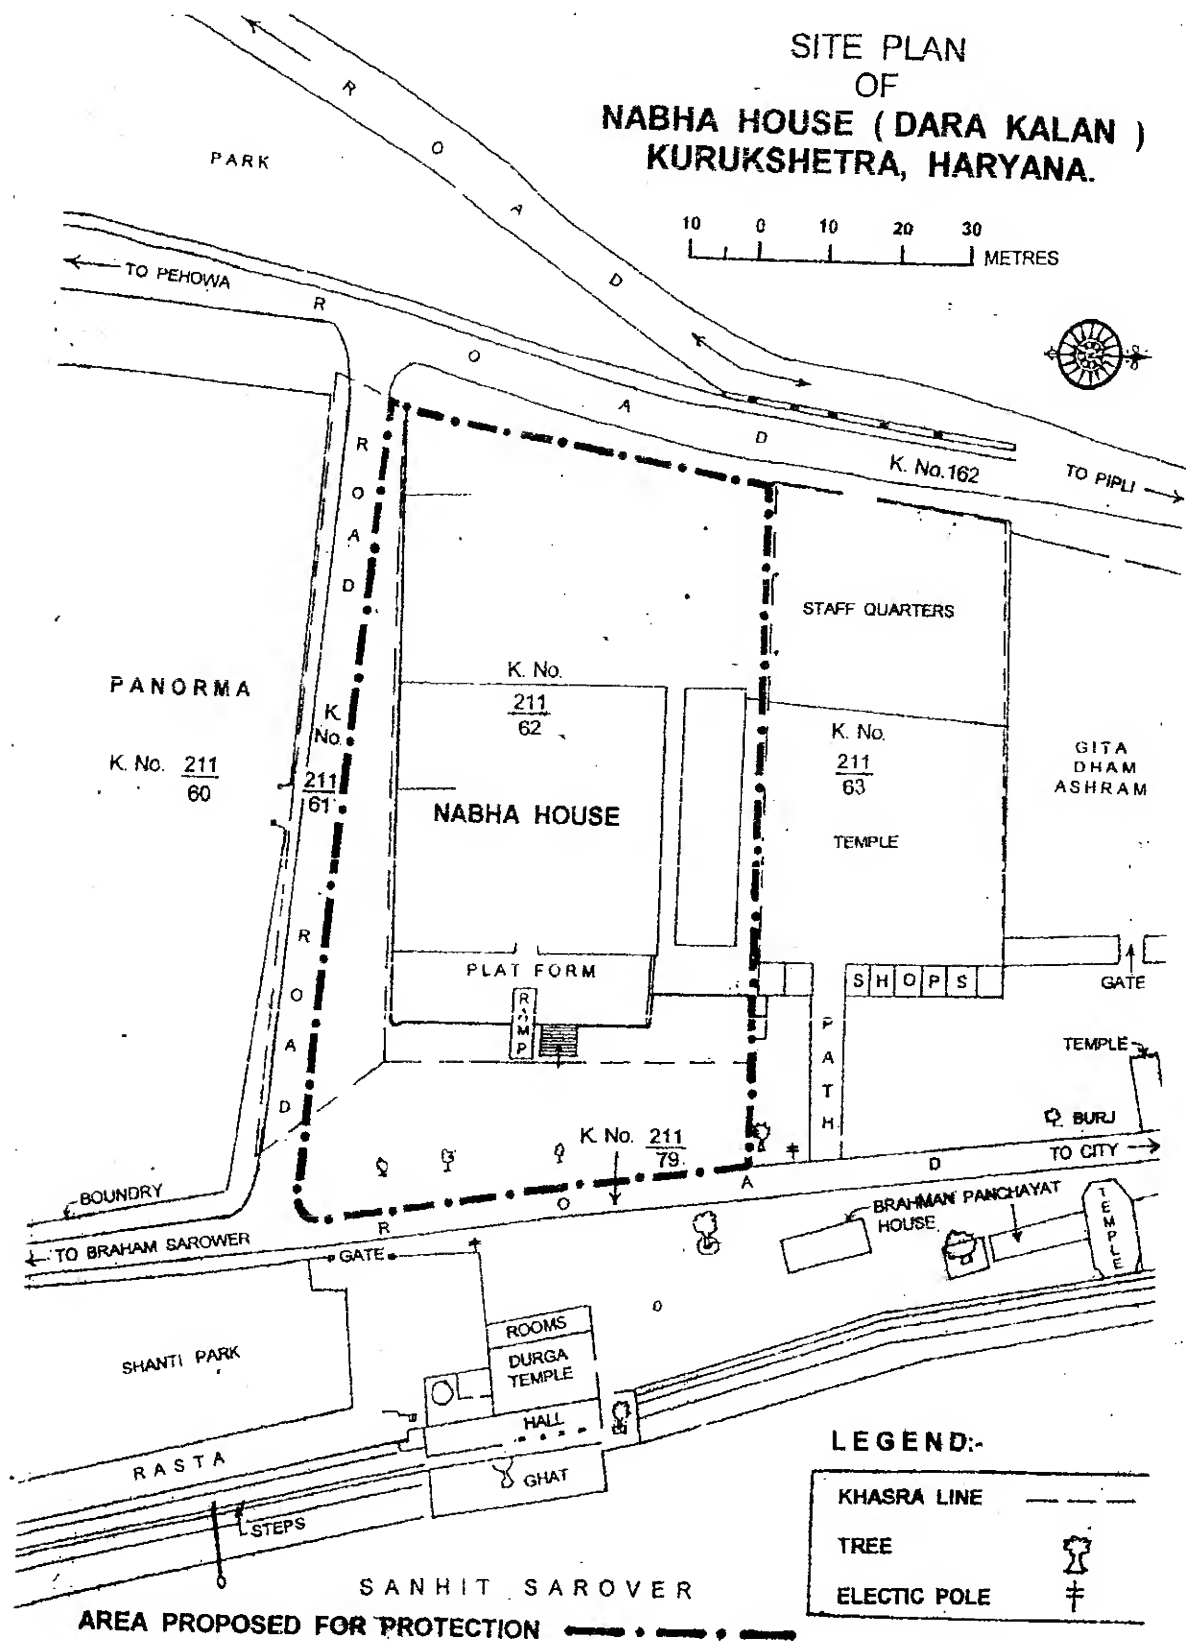 SITE PLAN
OF
NABHA HOUSE ( DARA KALAN )
KURUKSHETRA, HARYANA.
10 0 10 20 30
METRES
PARK
ROAD
TO PEHOWA
ROAD
K. No.162
TO PIPLI
ROAD
STAFF QUARTERS
PANORMA
K. No. 211
60
K.
No.
211
61
K. No.
211
62
NABHA HOUSE
K. No.
211
63
TEMPLE
GITA
DHAM
ASHRAM
ROAD
PLAT FORM
RAMP
SHOPS
GATE
PATH
TEMPLE
BURJ
TO CITY
K. No. 211
79
ROAD
BOUNDRY
TO BRAHAM SAROWER
GATE
BRAHMAN PANCHAYAT
HOUSE
TEMPLE
SHANTI PARK
ROOMS
DURGA
TEMPLE
HALL
GHAT
RASTA
STEPS
SANHIT SAROVER
LEGEND:-
KHASRA LINE
TREE
ELECTIC POLE
AREA PROPOSED FOR PROTECTION